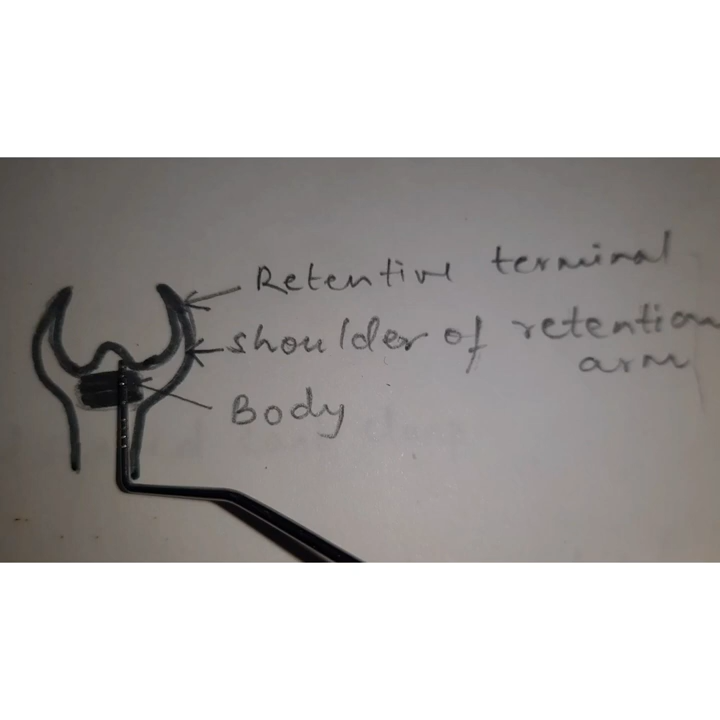 Retentive terminal
shoulder of retention
arm
Body